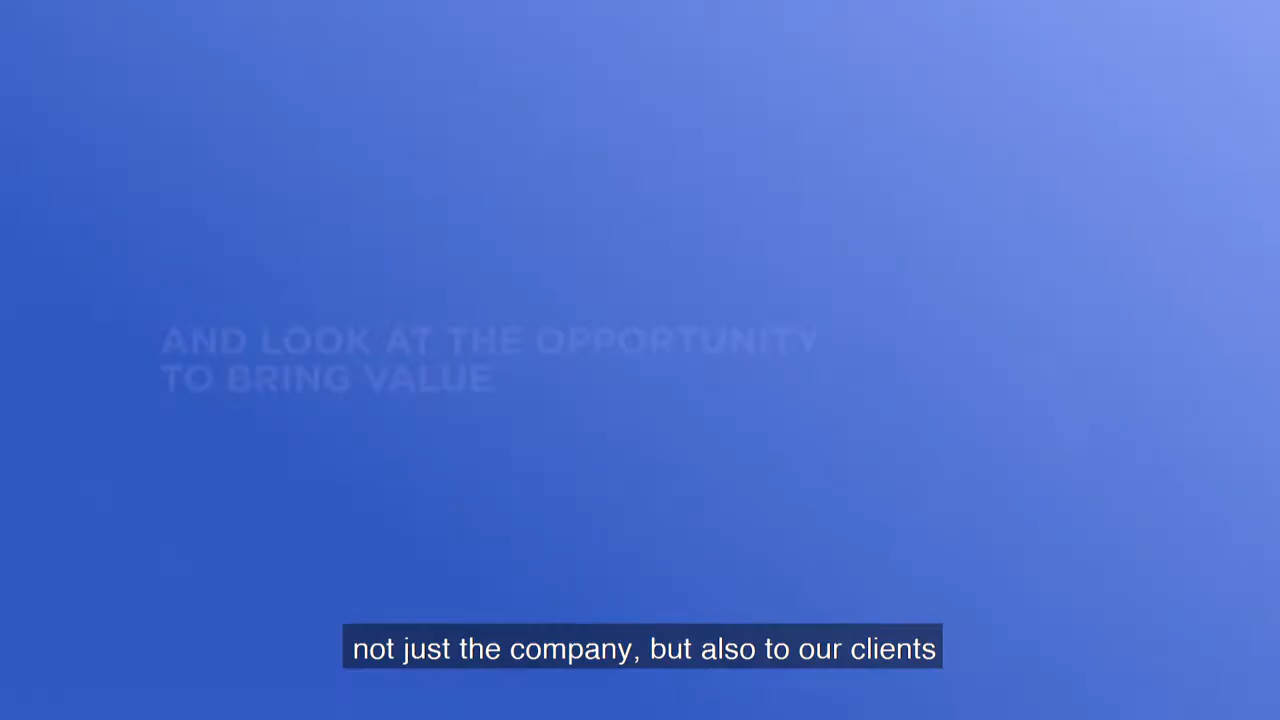 AND LOOK AT THE OPPORTUNITY
TO BRING VALUE
not just the company, but also to our clients